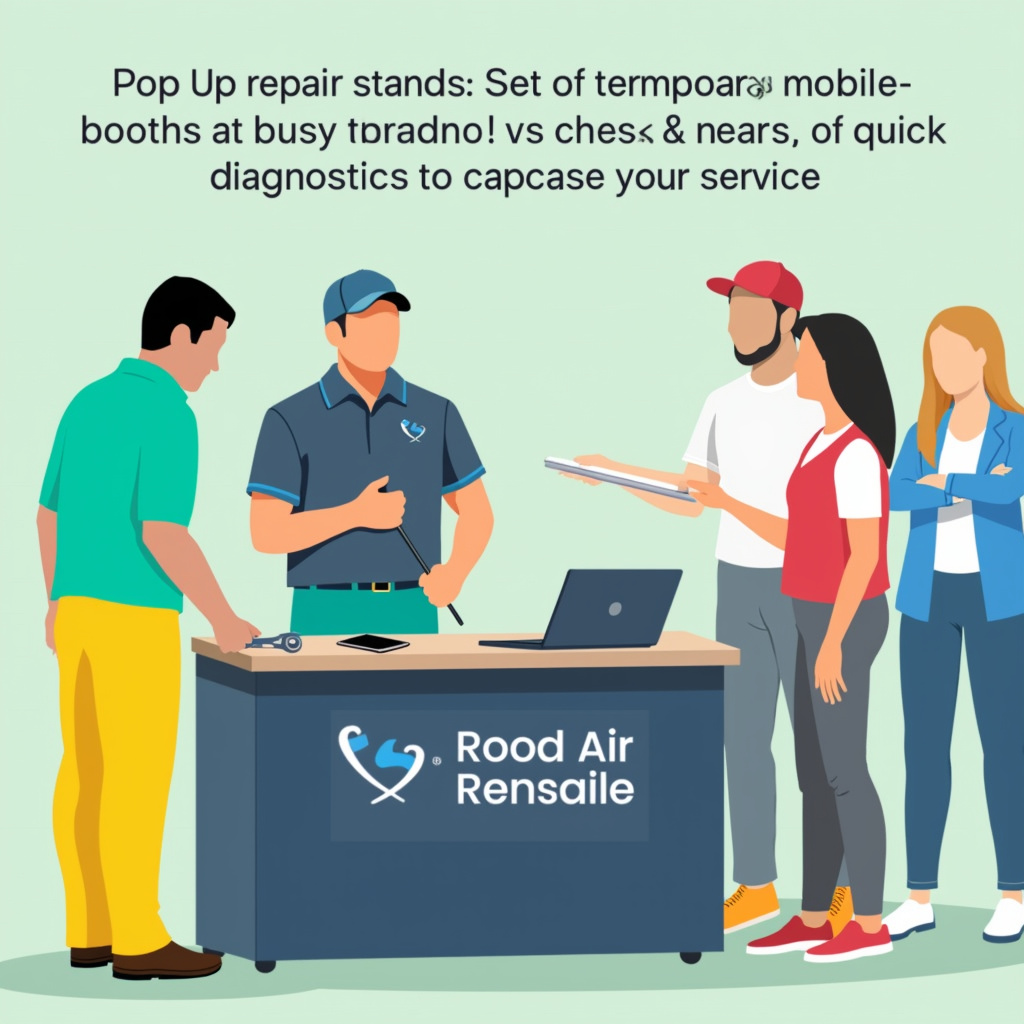 Pop Up repair stands: Set of mobile-
booths at busy vs & nears, of quick
diagnostics to capcase your service
Rood Air
Rensaile